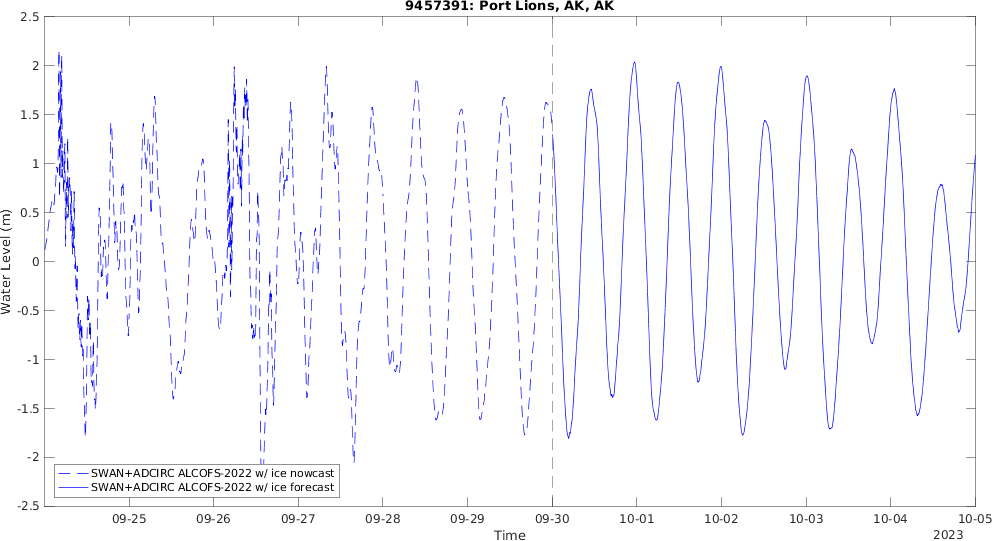 9457391: Port Lions, AK, AK
Water Level (m)
2.5
2
1.5
1
0.5
0
-0.5
-1
-1.5
-2
-2.5
SWAN+ADCIRC ALCOFS-2022 w/ ice nowcast
SWAN+ADCIRC ALCOFS-2022 w/ ice forecast
09-25 09-26 09-27 09-28 09-29 09-30 10-01 10-02 10-03 10-04 10-05
Time
2023